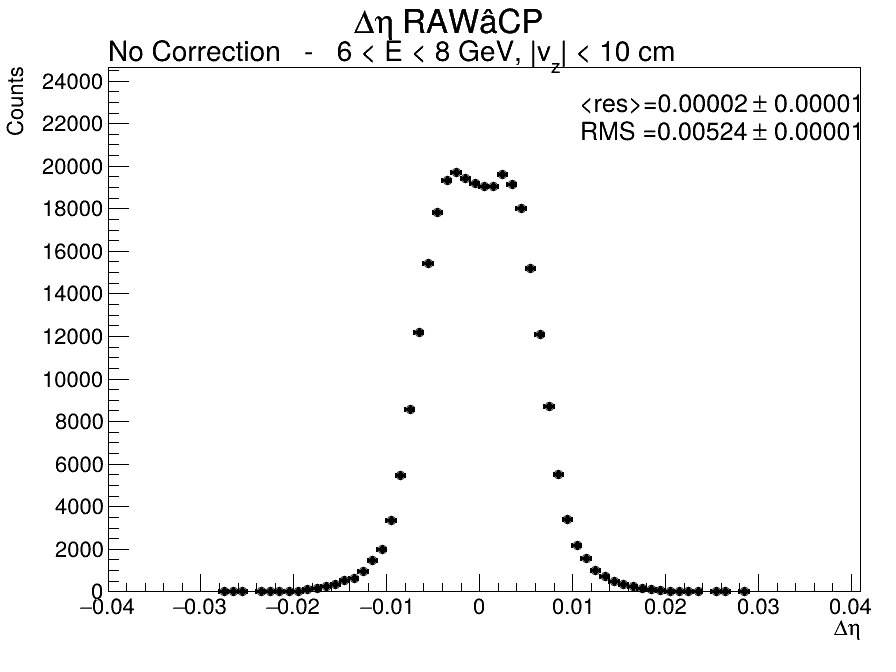 Δη RAWâCP
No Correction - 6 < E < 8 GeV, |v_z| < 10 cm
<res>=0.00002 ± 0.00001
RMS =0.00524 ± 0.00001
Counts
24000
22000
20000
18000
16000
14000
12000
10000
8000
6000
4000
2000
0
−0.04 −0.03 −0.02 −0.01 0 0.01 0.02 0.03 0.04
Δη